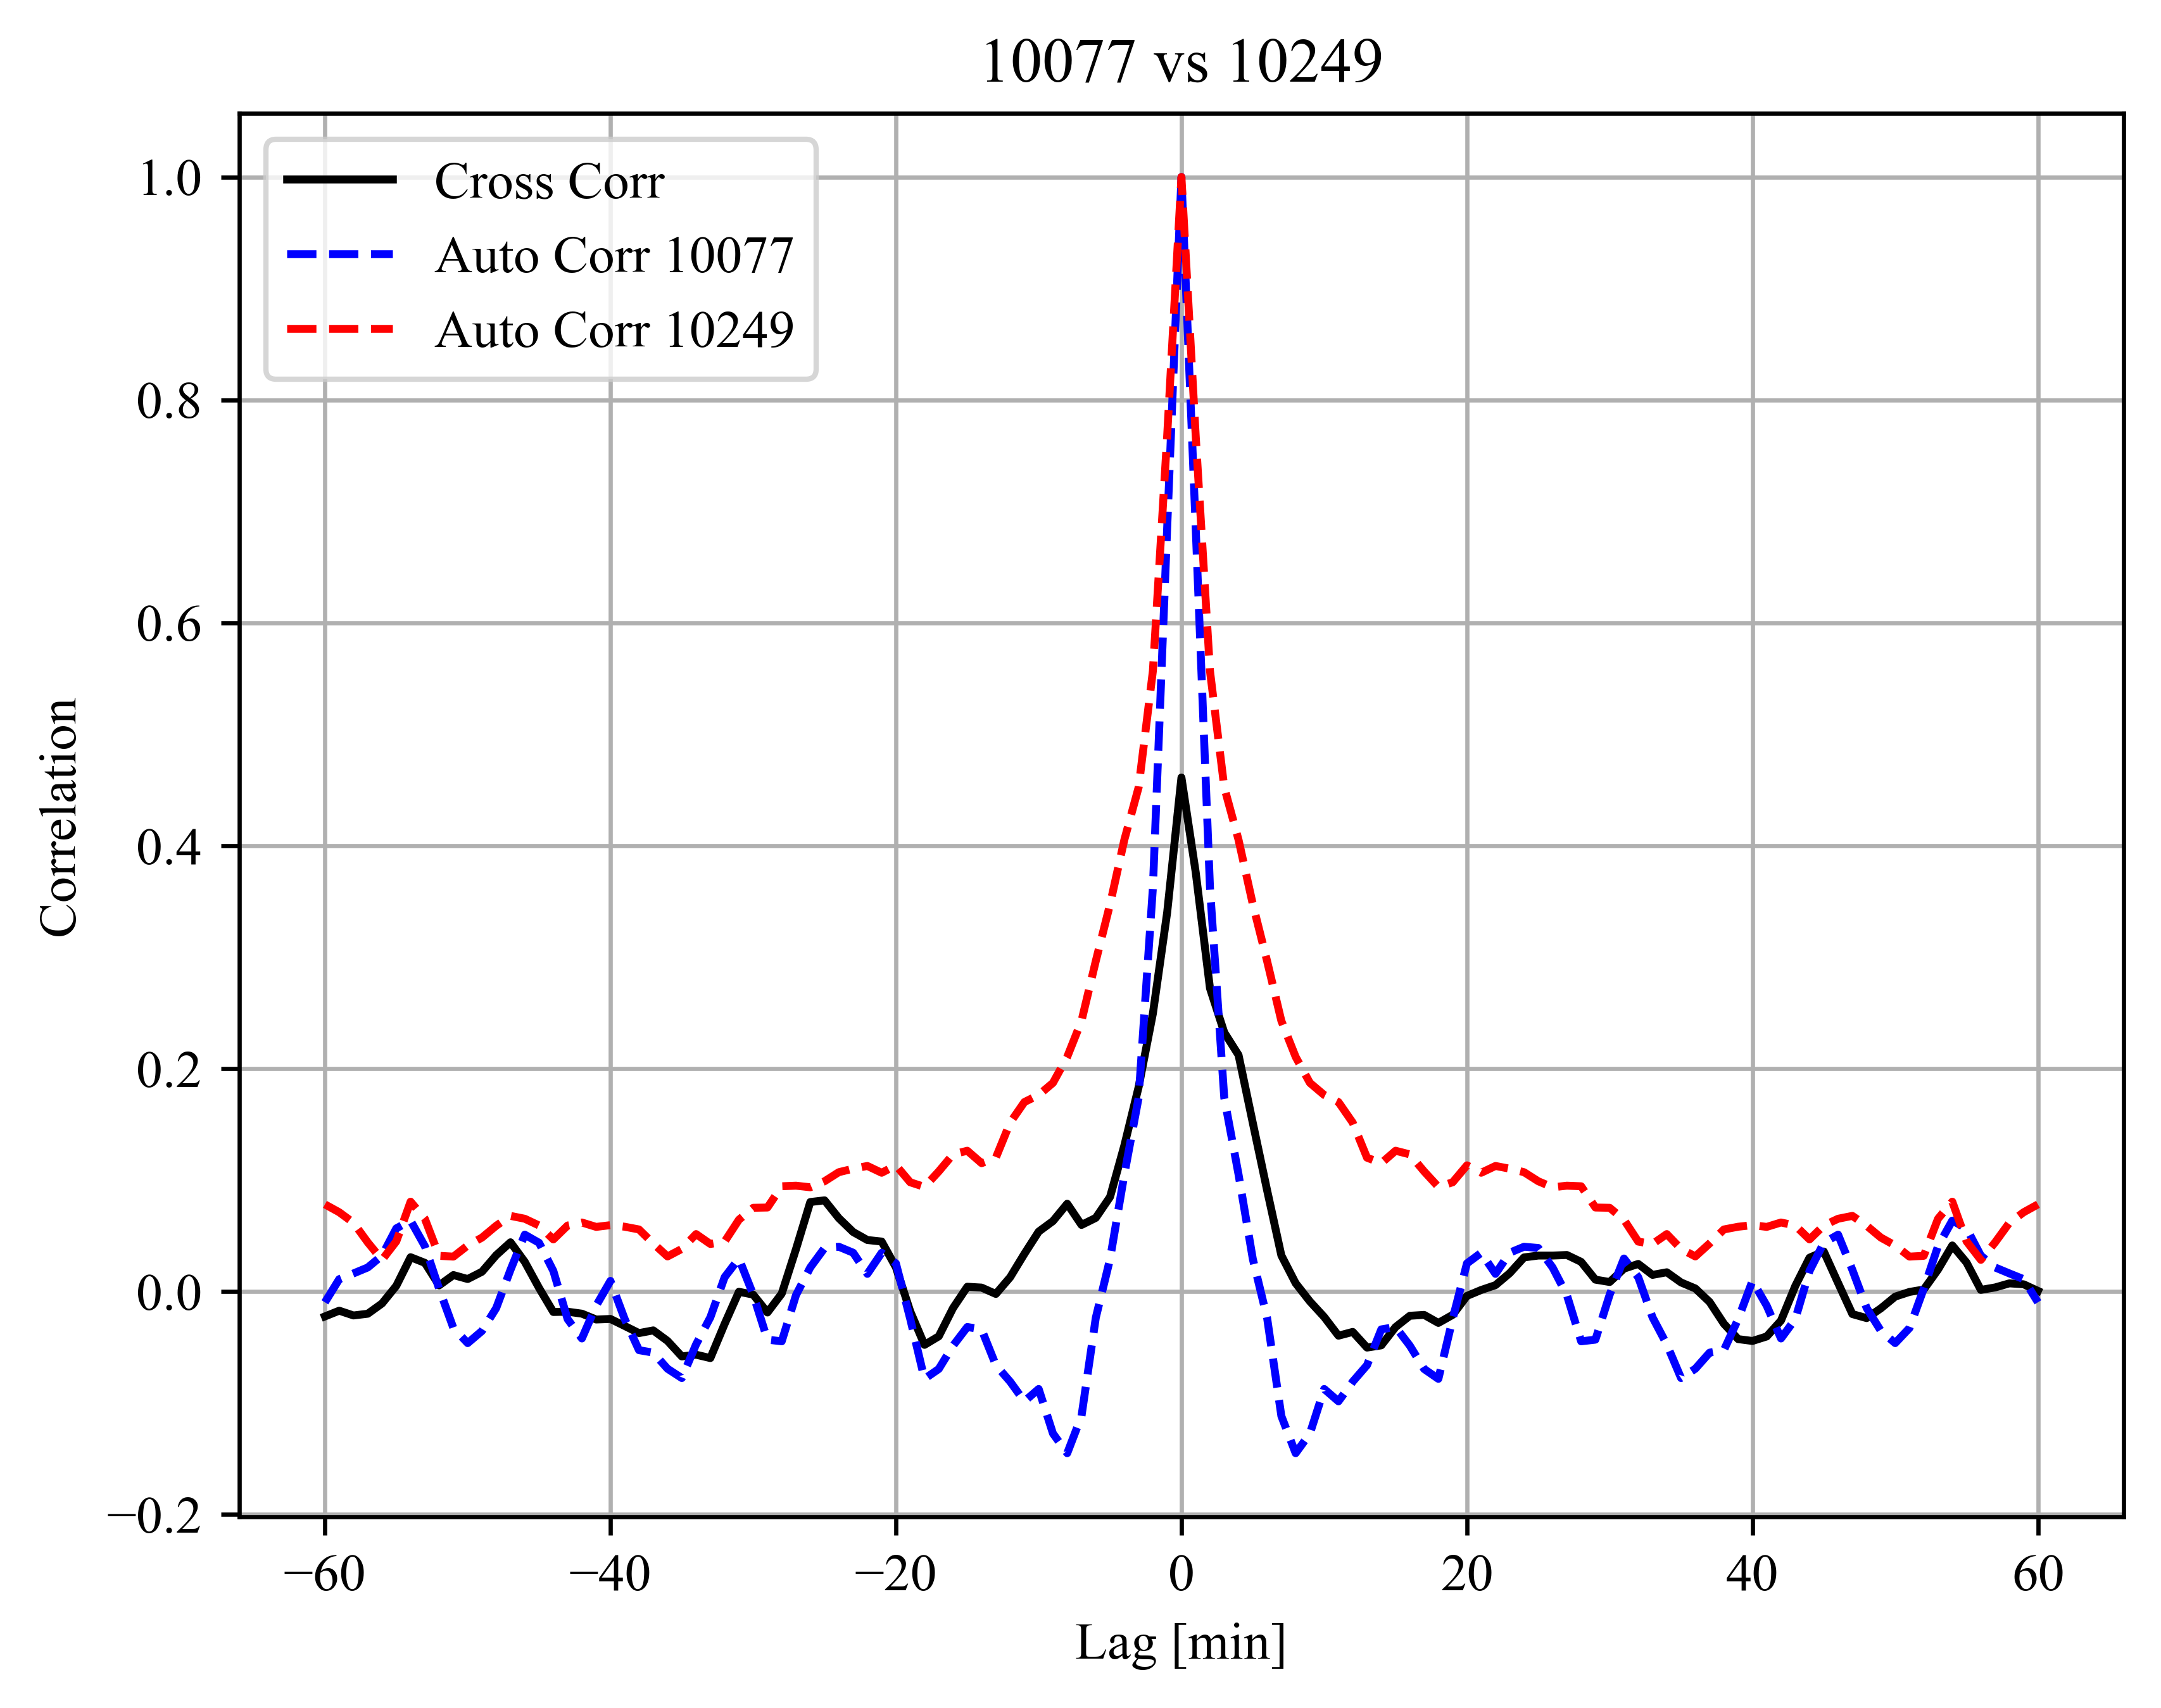 10077 vs 10249
Cross Corr
Auto Corr 10077
Auto Corr 10249
1.0
0.8
0.6
0.4
0.2
0.0
−0.2
Correlation
−60 −40 −20 0 20 40 60
Lag [min]